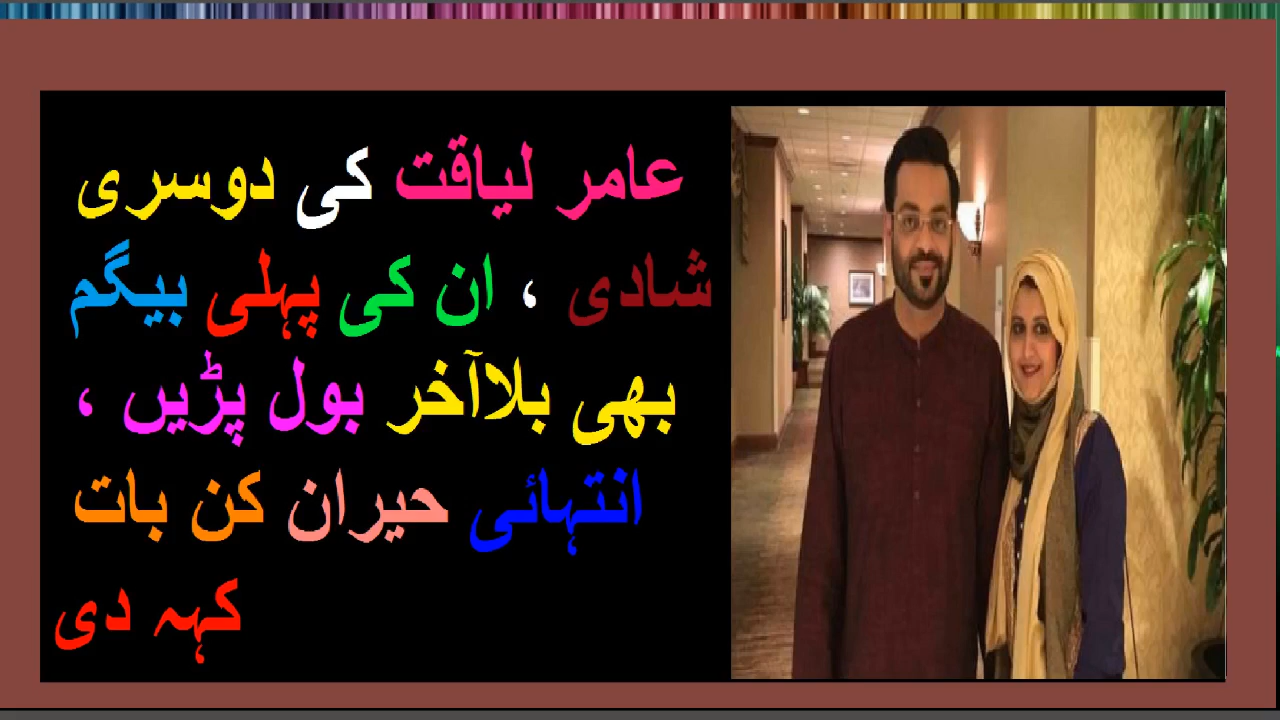 عامر لیاقت کی دوسری
شادی ، ان کی پہلی بیگم
بھی بلاآخر بول پڑیں ،
انتہائی حیران کن بات
کہہ دی